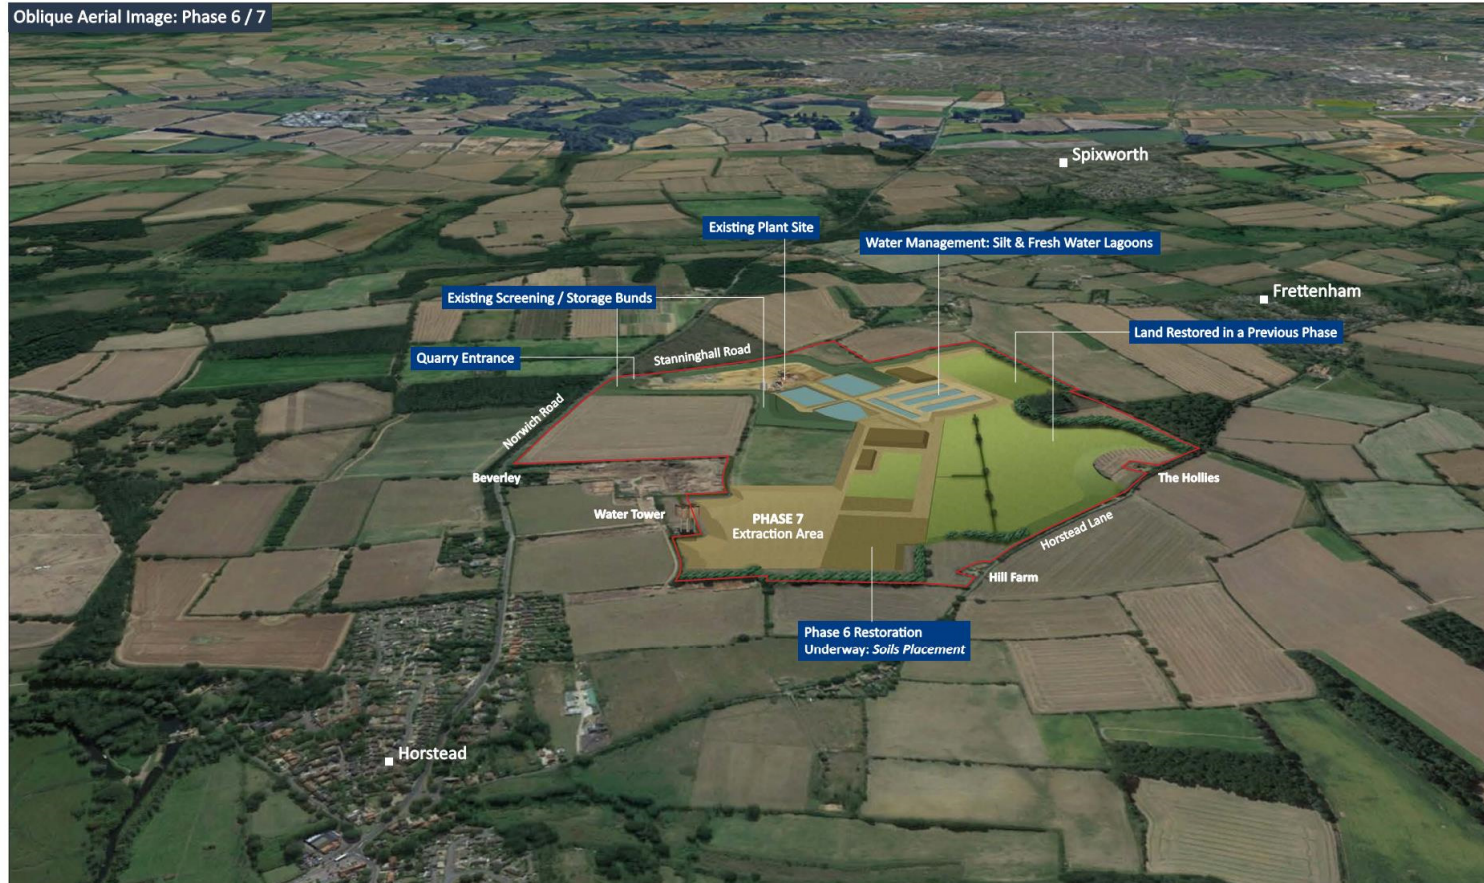 Oblique Aerial Image: Phase 6 / 7
Spixworth
Existing Plant Site
Water Management: Silt & Fresh Water Lagoons
Frettenham
Existing Screening / Storage Bunds
Land Restored in a Previous Phase
Quarry Entrance
Stanninghall Road
Norwich Road
Beverley
The Hollies
Water Tower
PHASE 7
Extraction Area
Horstead Lane
Hill Farm
Phase 6 Restoration
Underway: Soils Placement
Horstead